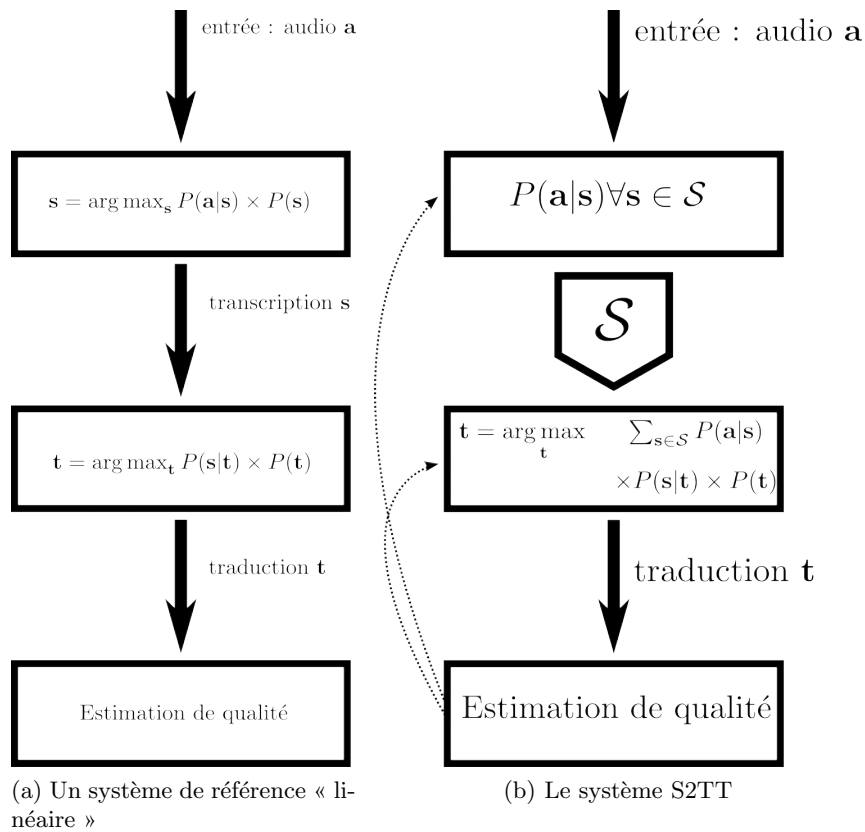 entrée : audio a
s = arg max_s P(a|s) × P(s)
transcription s
t = arg max_t P(s|t) × P(t)
traduction t
Estimation de qualité
(a) Un système de référence « li-
néaire »
entrée : audio a
P(a|s)∀s ∈ 𝒮
𝒮
t = arg max_t ∑_{s∈𝒮} P(a|s)
×P(s|t) × P(t)
traduction t
Estimation de qualité
(b) Le système S2TT